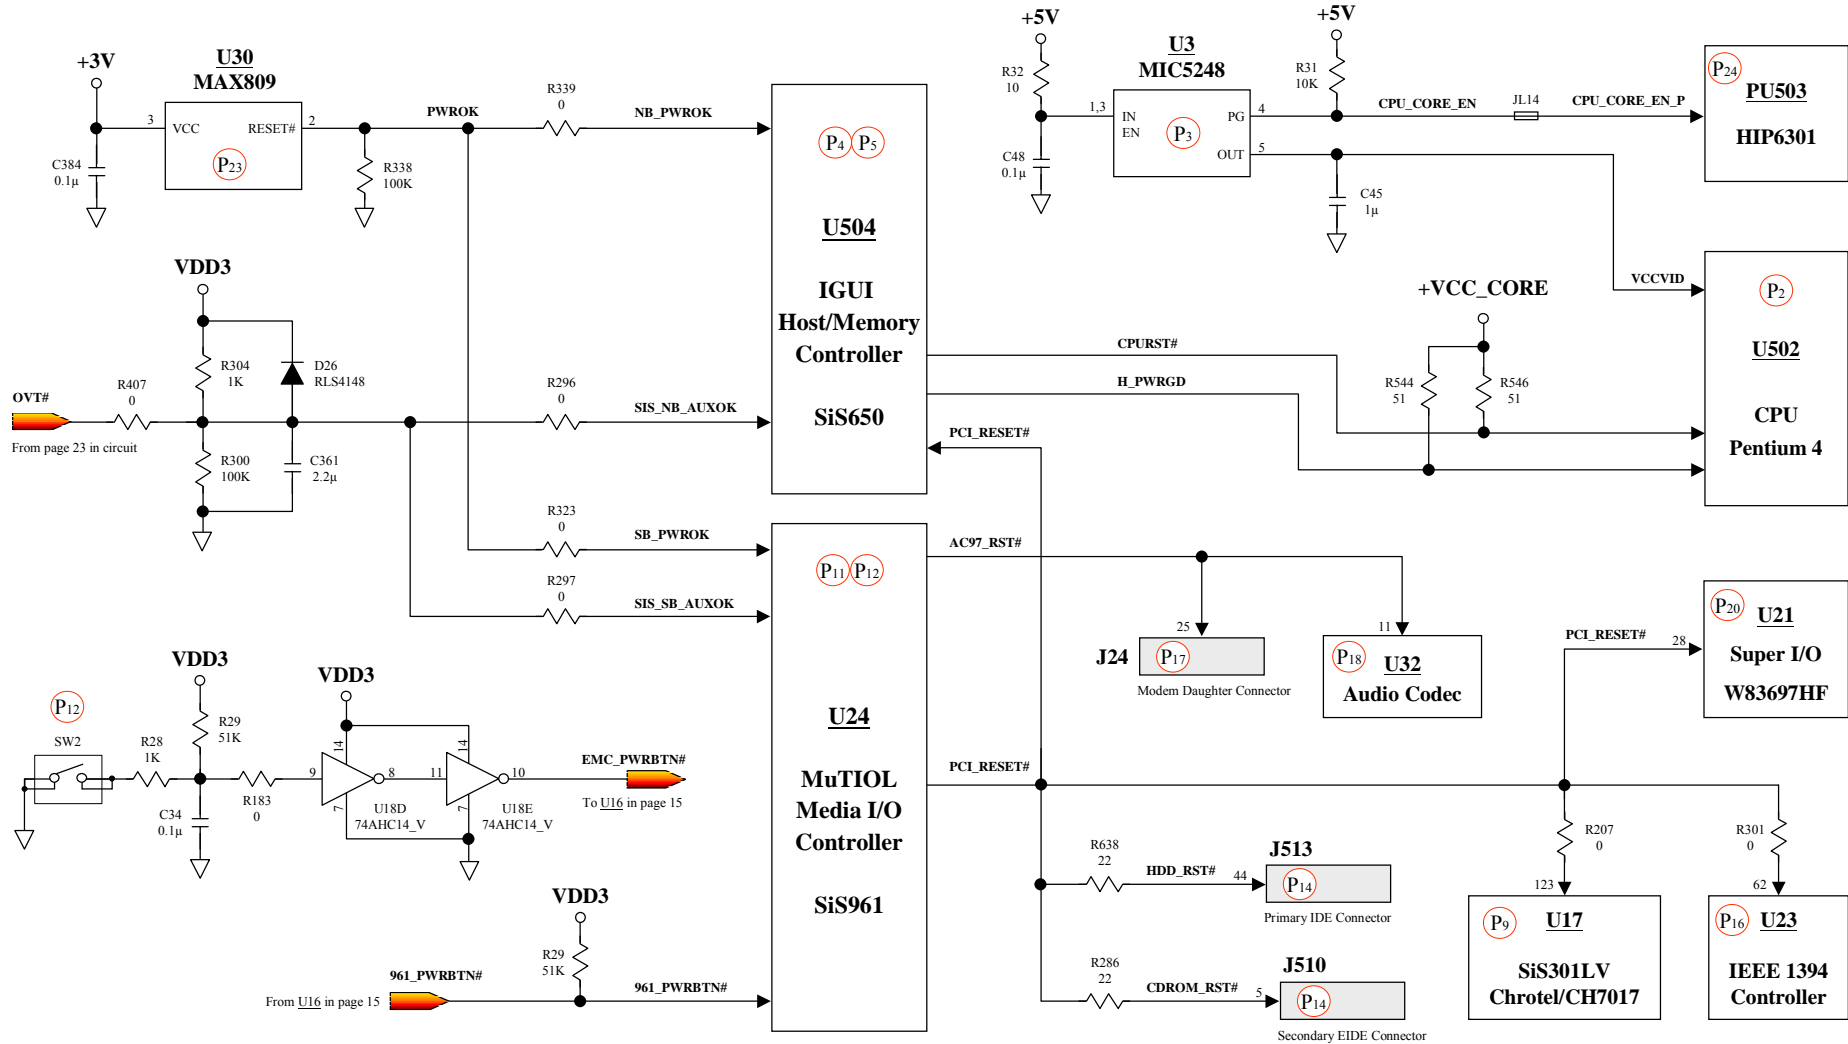 +3V
U30
MAX809
3
VCC
RESET#
2
P23
C384
0.1μ
R338
100K
PWROK
R339
0
NB_PWROK
P4
P5
U504
IGUI
Host/Memory
Controller
SiS650
VDD3
R304
1K
D26
RLS4148
OVT#
R407
0
From page 23 in circuit
R300
100K
C361
2.2μ
R296
0
SIS_NB_AUXOK
R323
0
SB_PWROK
R297
0
SIS_SB_AUXOK
+5V
R32
10
C48
0.1μ
1,3
U3
MIC5248
IN
EN
PG
OUT
P3
4
5
+5V
R31
10K
CPU_CORE_EN
JL14
CPU_CORE_EN_P
P24
PU503
HIP6301
C45
1μ
VCCVID
+VCC_CORE
P2
U502
CPU
Pentium 4
CPURST#
H_PWRGD
R544
51
R546
51
PCI_RESET#
P11
P12
U24
MuTIOL
Media I/O
Controller
SiS961
AC97_RST#
25
J24
P17
Modem Daughter Connector
11
P18
U32
Audio Codec
PCI_RESET#
28
P20
U21
Super I/O
W83697HF
P12
SW2
R28
1K
VDD3
R29
51K
C34
0.1μ
R183
0
VDD3
9
14
7
8
U18D
74AHC14_V
11
14
7
10
U18E
74AHC14_V
EMC_PWRBTN#
To U16 in page 15
PCI_RESET#
R638
22
HDD_RST#
44
J513
P14
Primary IDE Connector
R286
22
CDROM_RST#
5
J510
P14
Secondary EIDE Connector
R207
0
123
P9
U17
SiS301LV
Chrotel/CH7017
R301
0
62
P16
U23
IEEE 1394
Controller
VDD3
R29
51K
961_PWRBTN#
From U16 in page 15
961_PWRBTN#